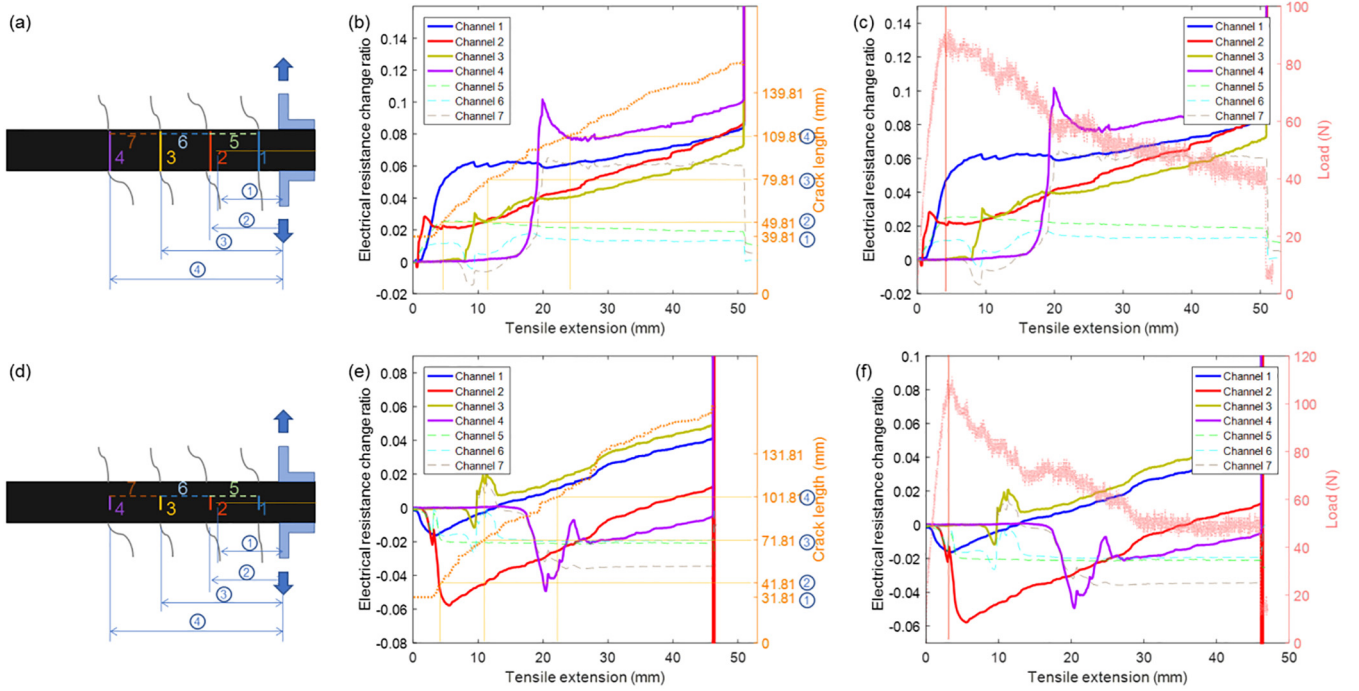 (a)
7 6 5
4 3 2 1
①
②
③
④
(b)
Electrical resistance change ratio
0.14
0.12
0.1
0.08
0.06
0.04
0.02
0
-0.02
Channel 1
Channel 2
Channel 3
Channel 4
Channel 5
Channel 6
Channel 7
0 10 20 30 40 50
Tensile extension (mm)
139.81
109.81
79.81
49.81
39.81
0
④
③
②
①
Crack length (mm)
(c)
Electrical resistance change ratio
0.14
0.12
0.1
0.08
0.06
0.04
0.02
0
-0.02
Channel 1
Channel 2
Channel 3
Channel 4
Channel 5
Channel 6
Channel 7
0 10 20 30 40 50
Tensile extension (mm)
100
80
60
40
20
0
Load (N)
(d)
7 6 5
4 3 2 1
①
②
③
④
(e)
Electrical resistance change ratio
0.08
0.06
0.04
0.02
0
-0.02
-0.04
-0.06
-0.08
Channel 1
Channel 2
Channel 3
Channel 4
Channel 5
Channel 6
Channel 7
0 10 20 30 40 50
Tensile extension (mm)
131.81
101.81
71.81
41.81
31.81
0
④
③
②
①
Crack length (mm)
(f)
Electrical resistance change ratio
0.1
0.08
0.06
0.04
0.02
0
-0.02
-0.04
-0.06
Channel 1
Channel 2
Channel 3
Channel 4
Channel 5
Channel 6
Channel 7
0 10 20 30 40 50
Tensile extension (mm)
120
100
80
60
40
20
0
Load (N)